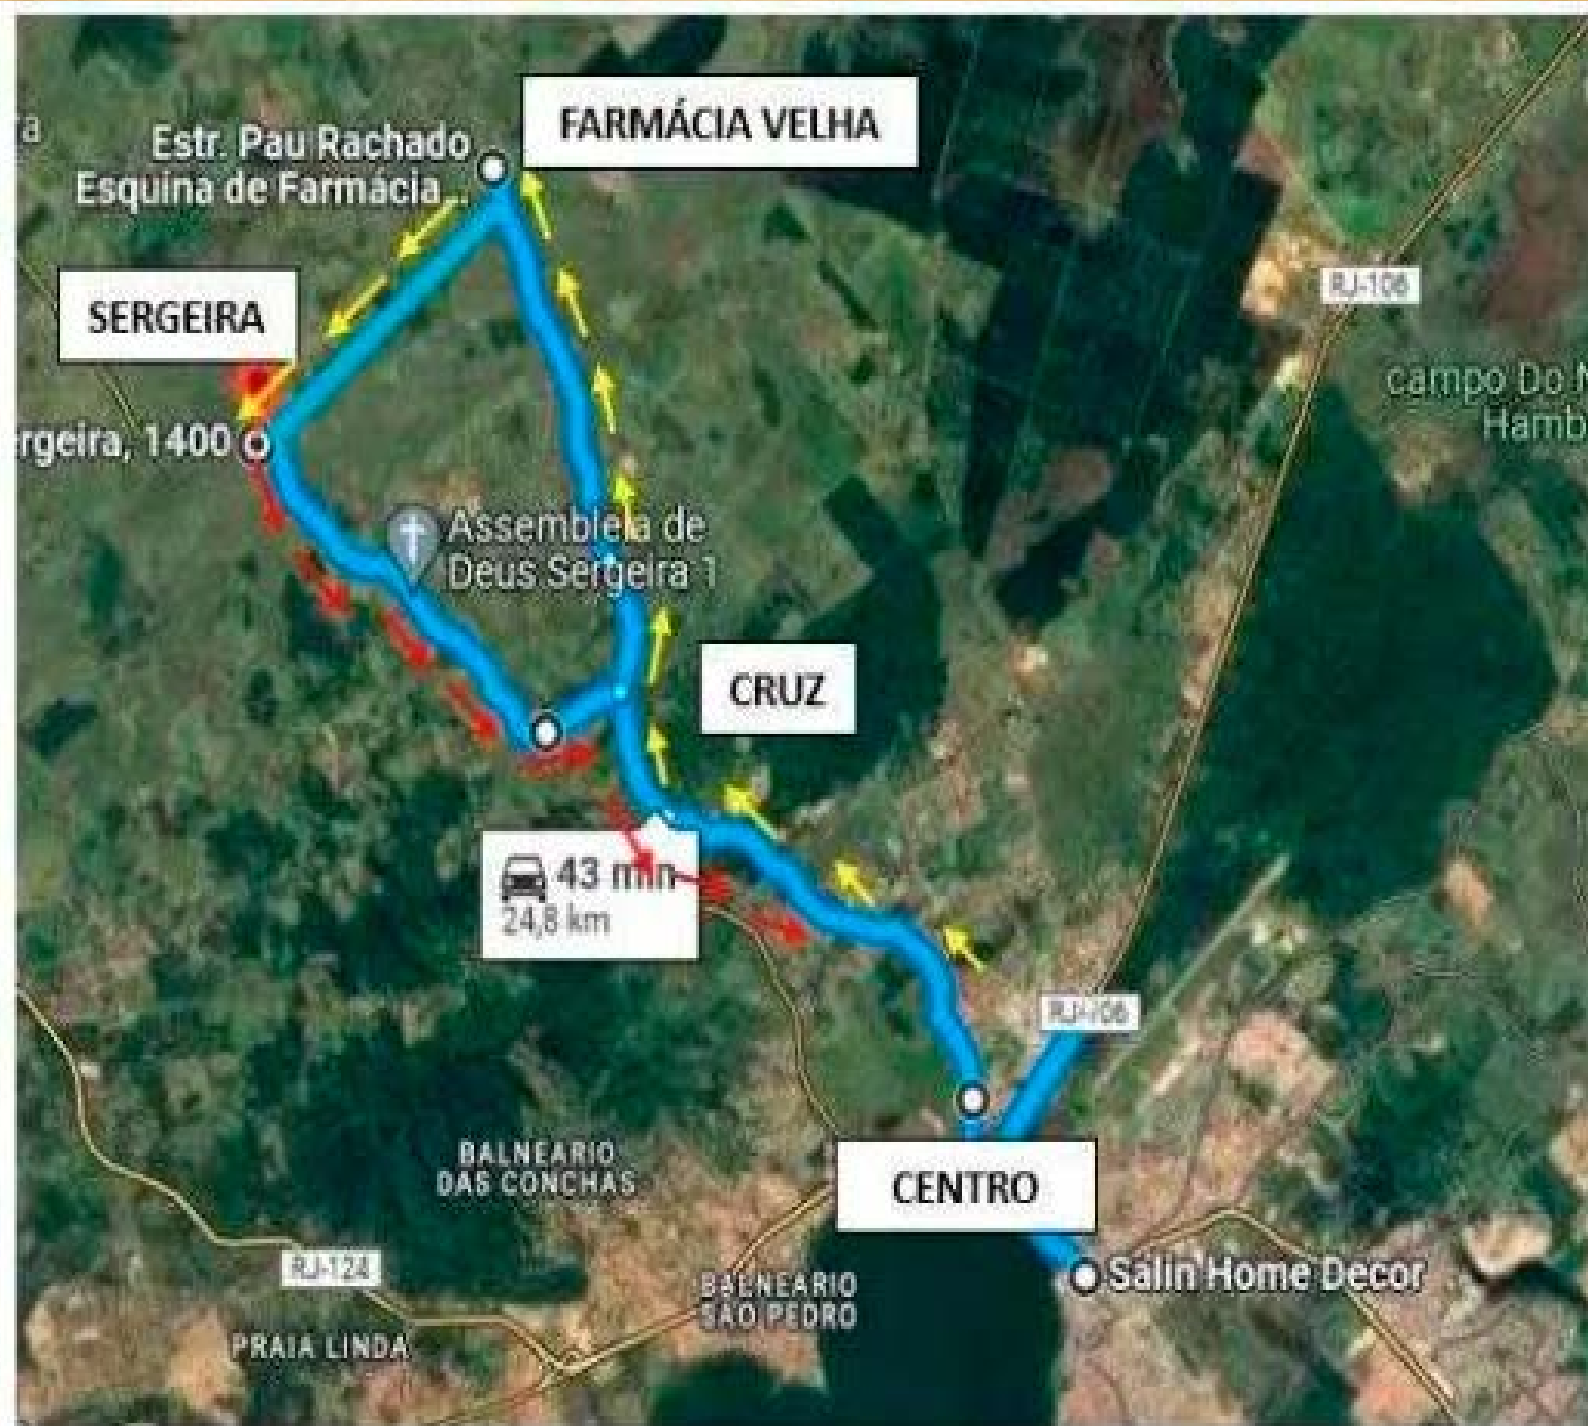 FARMÁCIA VELHA
Estr. Pau Rachado
Esquina de Farmácia...
SERGEIRA
RJ-106
campo Do N
Hamb
rgeira, 1400
Assembleia de
Deus Sergeira 1
CRUZ
43 min
24,8 km
RJ-106
CENTRO
BALNEARIO
DAS CONCHAS
RJ-124
BALNEARIO
SAO PEDRO
Sálin Home Decor
PRAIA LINDA